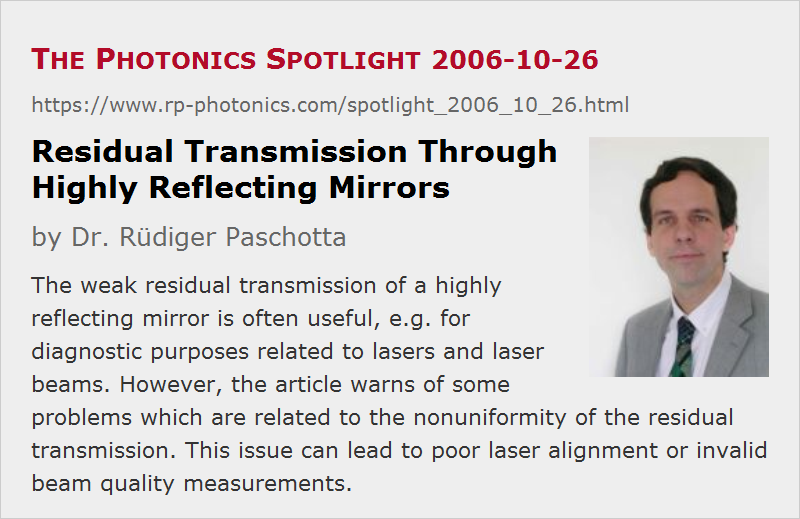 The Photonics Spotlight 2006-10-26
https://www.rp-photonics.com/spotlight_2006_10_26.html
Residual Transmission Through
Highly Reflecting Mirrors
by Dr. Rüdiger Paschotta
The weak residual transmission of a highly
reflecting mirror is often useful, e.g. for
diagnostic purposes related to lasers and laser
beams. However, the article warns of some
problems which are related to the nonuniformity of the residual
transmission. This issue can lead to poor laser alignment or invalid
beam quality measurements.